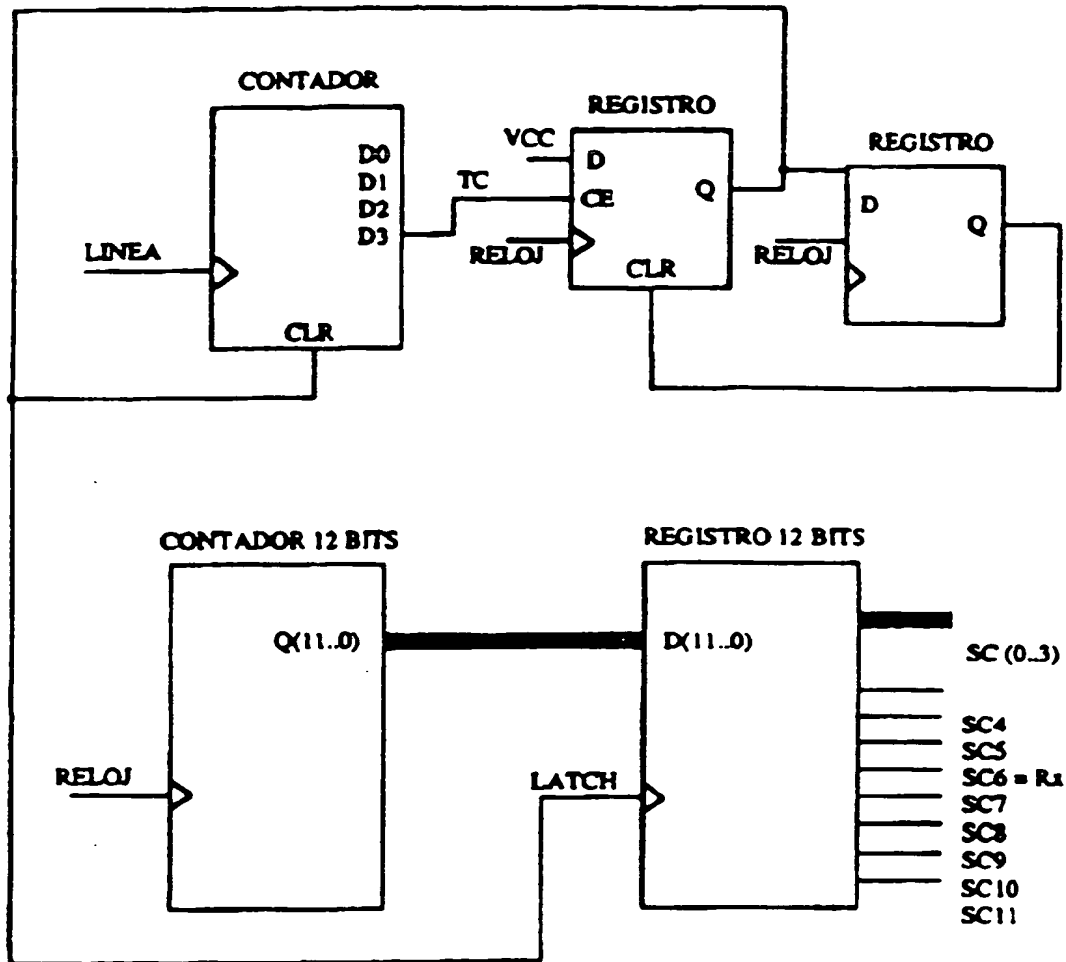 CONTADOR
D0
D1
D2
D3
LINEA
CLR
TC
REGISTRO
VCC
D
CE
Q
RELOJ
CLR
REGISTRO
D
Q
RELOJ
CONTADOR 12 BITS
Q(11..0)
RELOJ
REGISTRO 12 BITS
D(11..0)
LATCH
SC (0..3)
SC4
SC5
SC6 = Rx
SC7
SC8
SC9
SC10
SC11